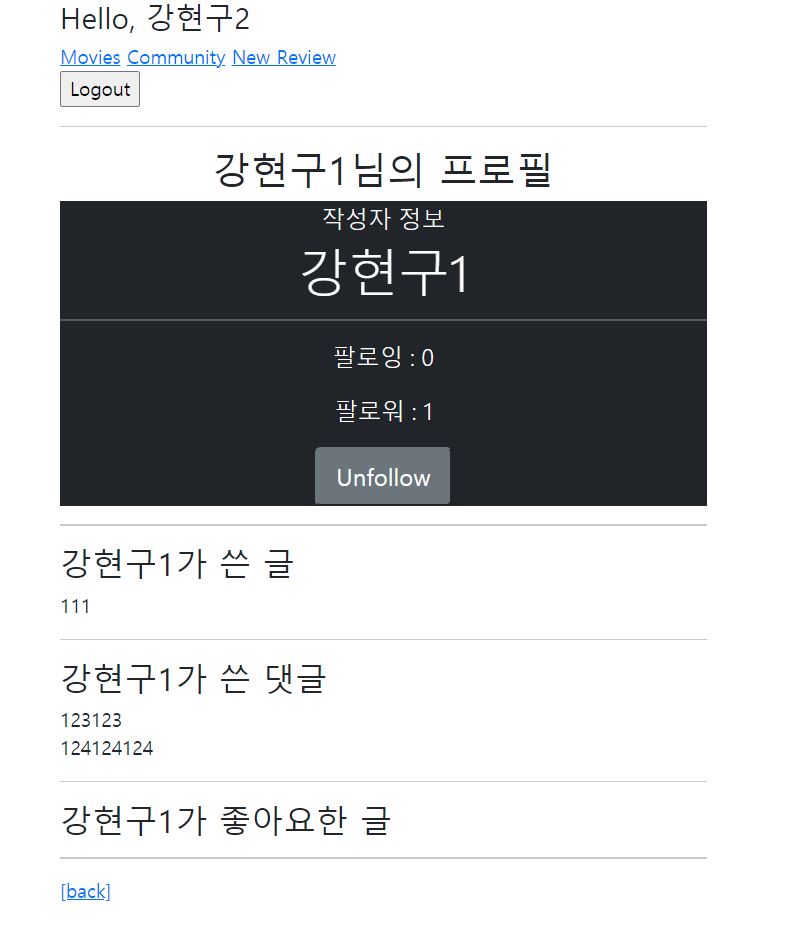 Hello, 강현구2
Movies Community New Review
Logout
강현구1님의 프로필
작성자 정보
강현구1
팔로잉 : 0
팔로워 : 1
Unfollow
강현구1가 쓴 글
111
강현구1가 쓴 댓글
123123
124124124
강현구1가 좋아요한 글
[back]